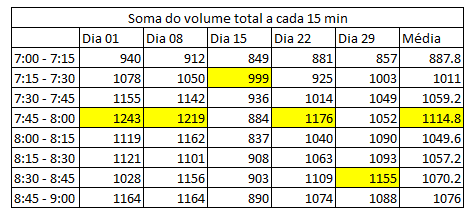 Soma do volume total a cada 15 min
Dia 01 Dia 08 Dia 15 Dia 22 Dia 29 Média
7:00 - 7:15 940 912 849 881 857 887.8
7:15 - 7:30 1078 1050 999 925 1003 1011
7:30 - 7:45 1155 1142 936 1014 1049 1059.2
7:45 - 8:00 1243 1219 884 1176 1052 1114.8
8:00 - 8:15 1119 1162 837 1040 1090 1049.6
8:15 - 8:30 1121 1101 908 1063 1093 1057.2
8:30 - 8:45 1028 1156 903 1109 1155 1070.2
8:45 - 9:00 1164 1164 890 1074 1088 1076